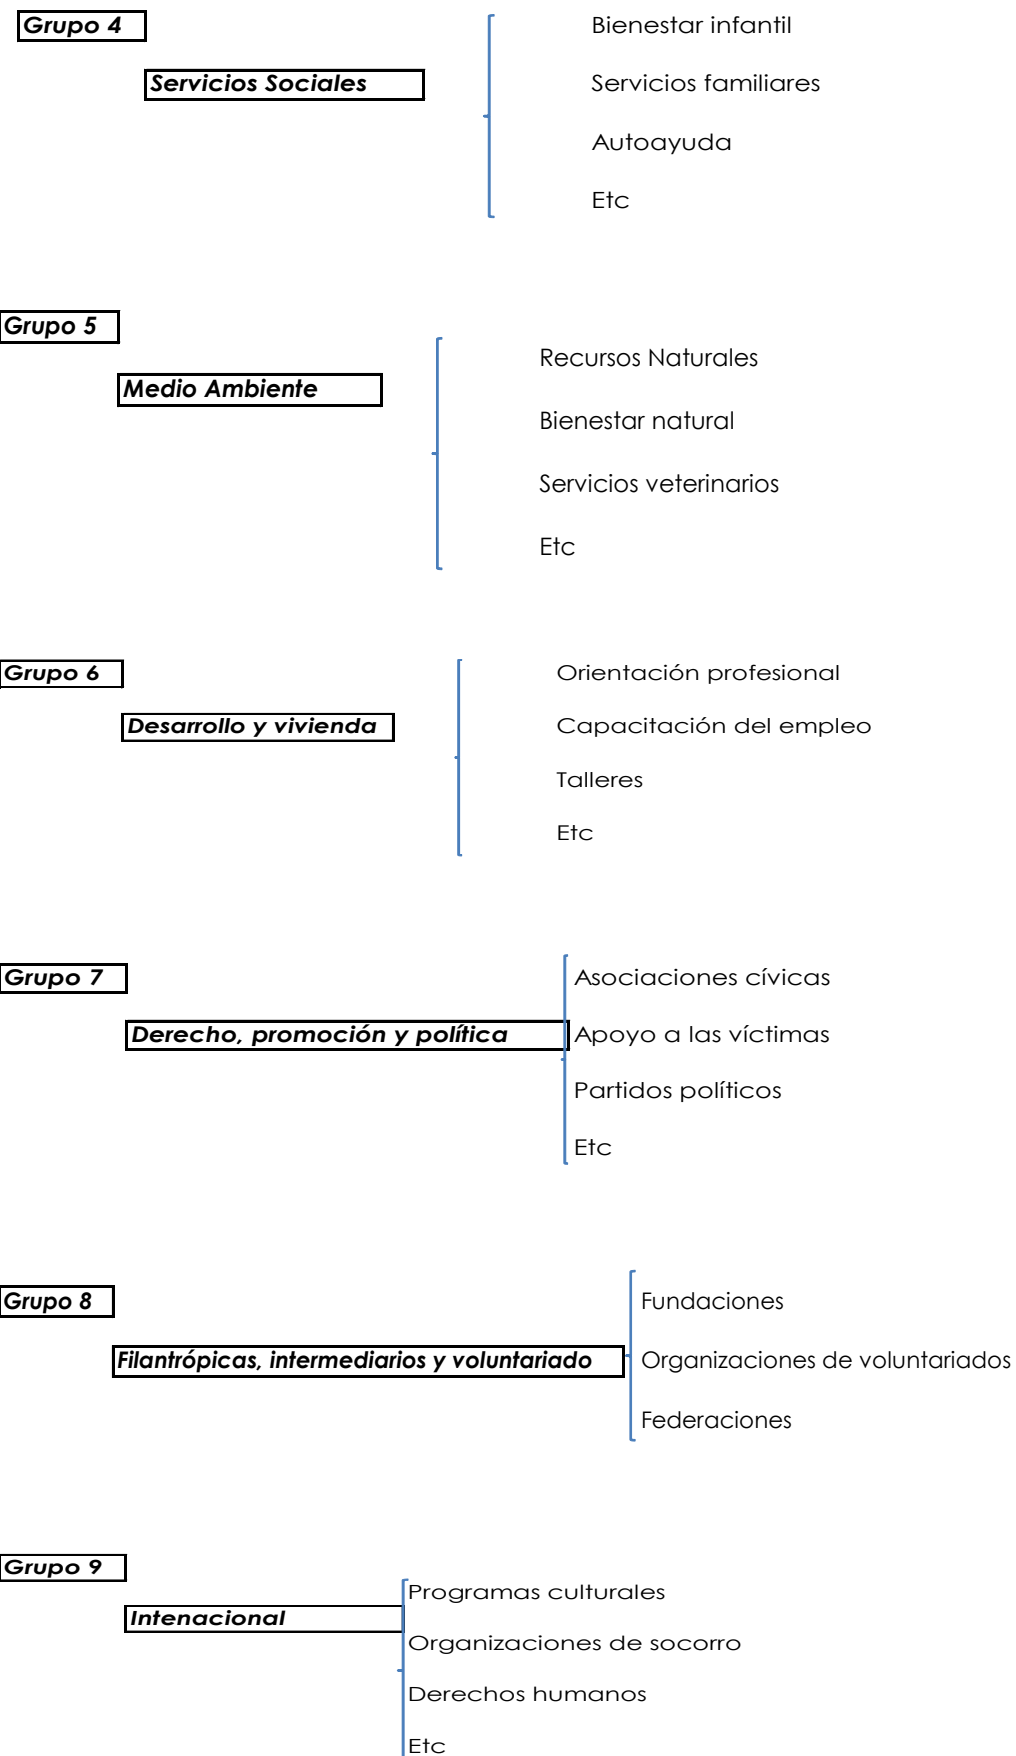 Grupo 4
Bienestar infantil
Servicios Sociales
Servicios familiares
Autoayuda
Etc
Grupo 5
Recursos Naturales
Medio Ambiente
Bienestar natural
Servicios veterinarios
Etc
Grupo 6
Orientación profesional
Desarrollo y vivienda
Capacitación del empleo
Talleres
Etc
Grupo 7
Asociaciones cívicas
Derecho, promoción y política
Apoyo a las víctimas
Partidos políticos
Etc
Grupo 8
Fundaciones
Filantrópicas, intermediarios y voluntariado
Organizaciones de voluntariados
Federaciones
Grupo 9
Programas culturales
Intenacional
Organizaciones de socorro
Derechos humanos
Etc